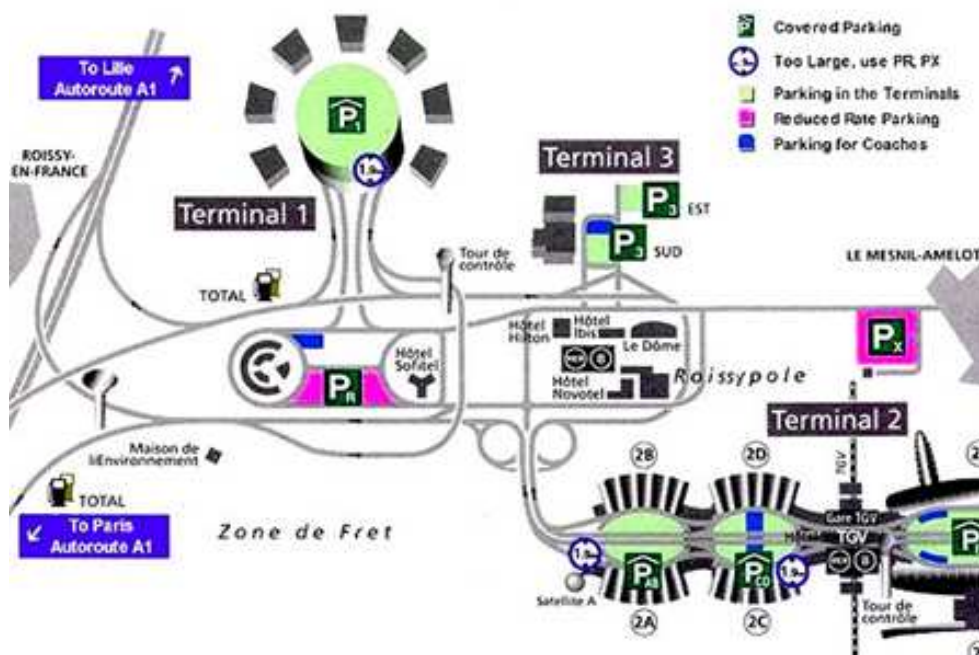 Covered Parking
Too Large, use PR, PX
Parking in the Terminals
Reduced Rate Parking
Parking for Coaches
To Lille
Autoroute A1
ROISSY-
EN-FRANCE
P1
1.9m
Terminal 1
Terminal 3
P3
EST
P3
SUD
Tour de
contrôle
LE MESNIL-AMELOT
TOTAL
Hôtel
Hilton
Hôtel
Ibis
Le Dôme
PX
Hôtel
Sofitel
PR
RER B
Hôtel
Novotel
Roissypole
Terminal 2
Maison de
l'Environnement
TOTAL
To Paris
Autoroute A1
Zone de Fret
2B
2D
TGV
Gare TGV
TGV
RER B
PAB
PCD
Satellite A
2A
2C
Tour de
contrôle